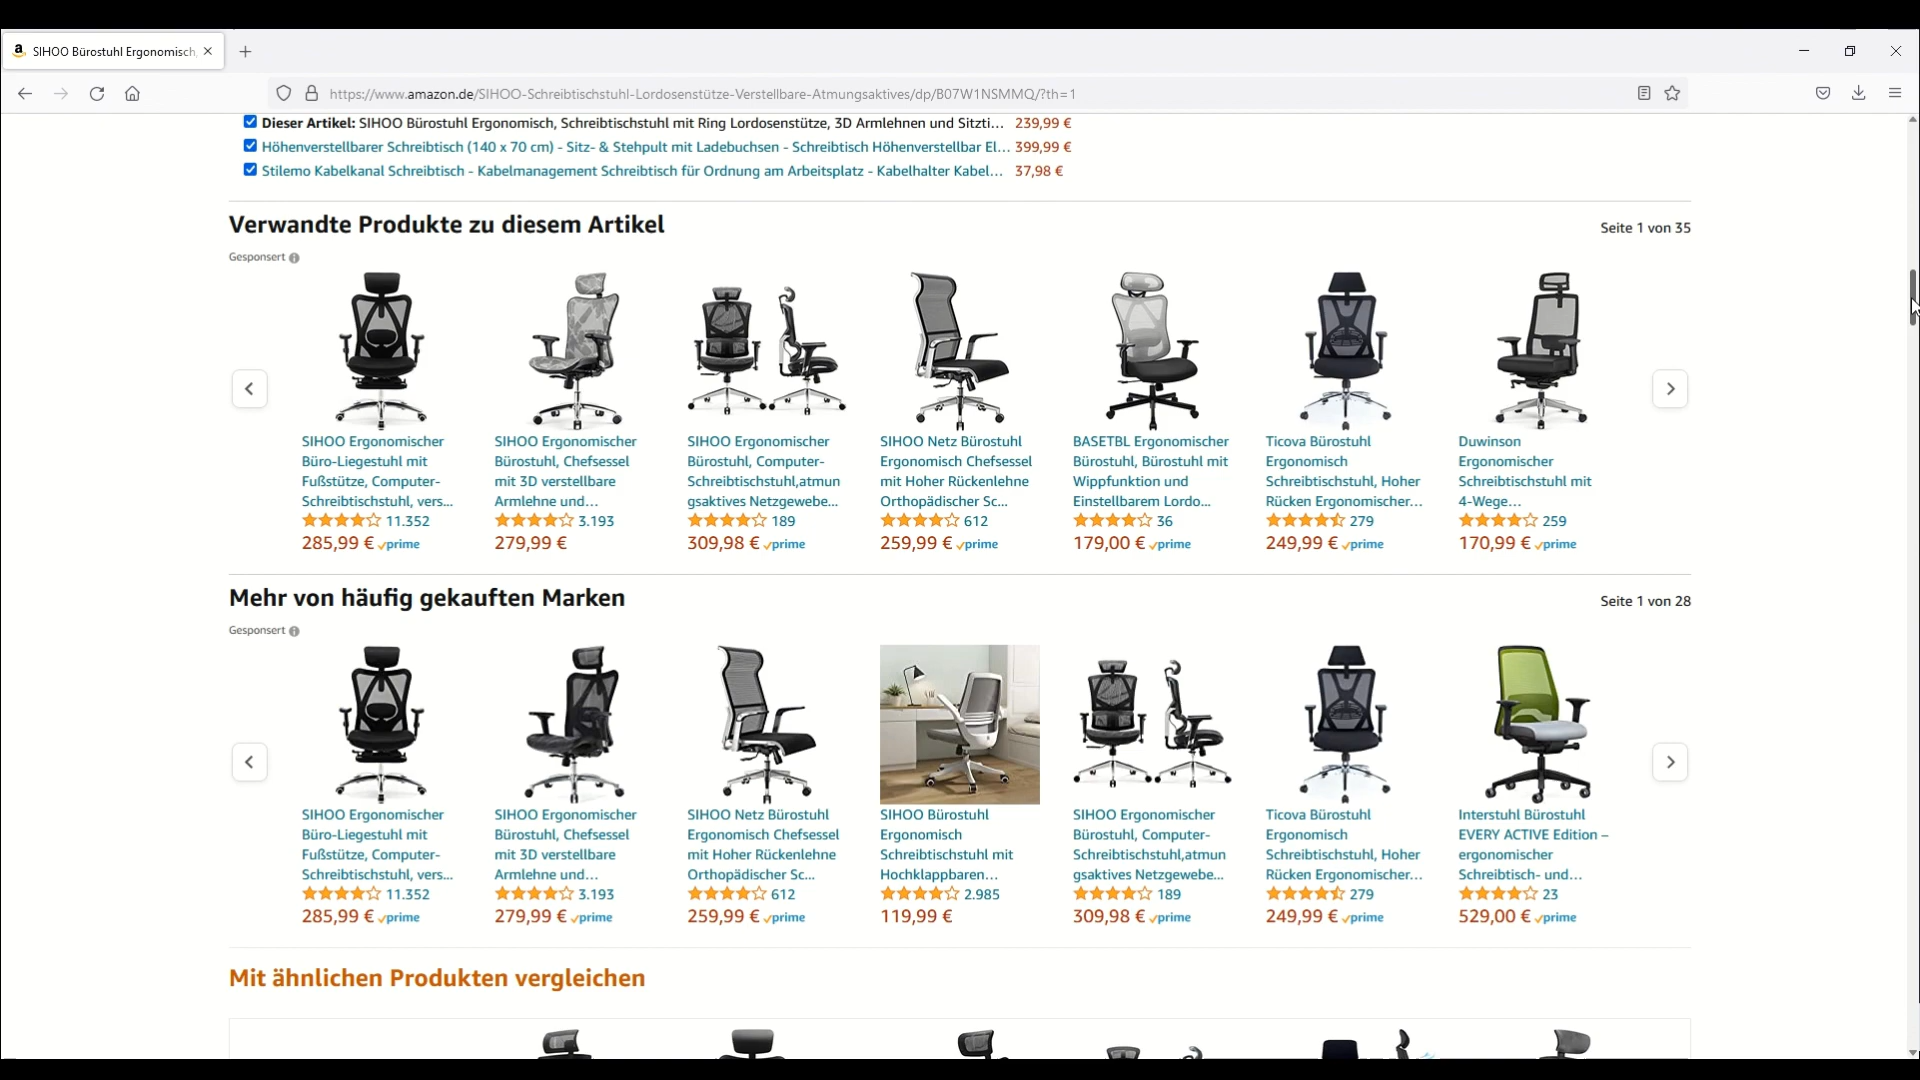 SIHOO Bürostuhl Ergonomisch,
https://www.amazon.de/SIHOO-Schreibtischstuhl-Lordosenstütze-Verstellbare-Atmungsaktives/dp/B07W1NSMMQ/?th=1
Dieser Artikel: SIHOO Bürostuhl Ergonomisch, Schreibtischstuhl mit Ring Lordosenstütze, 3D Armlehnen und Sitzti... 239,99 €
Höhenverstellbarer Schreibtisch (140 x 70 cm) - Sitz- & Stehpult mit Ladebuchsen - Schreibtisch Höhenverstellbar El... 399,99 €
Stilemo Kabelkanal Schreibtisch - Kabelmanagement Schreibtisch für Ordnung am Arbeitsplatz - Kabelhalter Kabel... 37,98 €
Verwandte Produkte zu diesem Artikel
Seite 1 von 35
Gesponsert
SIHOO Ergonomischer
Büro-Liegestuhl mit
Fußstütze, Computer-
Schreibtischstuhl, vers...
11.352
285,99 € prime
SIHOO Ergonomischer
Bürostuhl, Chefsessel
mit 3D verstellbare
Armlehne und...
3.193
279,99 €
SIHOO Ergonomischer
Bürostuhl, Computer-
Schreibtischstuhl,atmun
gsaktives Netzgewebe...
189
309,98 € prime
SIHOO Netz Bürostuhl
Ergonomisch Chefsessel
mit Hoher Rückenlehne
Orthopädischer Sc...
612
259,99 € prime
BASETBL Ergonomischer
Bürostuhl, Bürostuhl mit
Wippfunktion und
Einstellbarem Lordo...
36
179,00 € prime
Ticova Bürostuhl
Ergonomisch
Schreibtischstuhl, Hoher
Rücken Ergonomischer...
279
249,99 € prime
Duwinson
Ergonomischer
Schreibtischstuhl mit
4-Wege...
259
170,99 € prime
Mehr von häufig gekauften Marken
Seite 1 von 28
Gesponsert
SIHOO Ergonomischer
Büro-Liegestuhl mit
Fußstütze, Computer-
Schreibtischstuhl, vers...
11.352
285,99 € prime
SIHOO Ergonomischer
Bürostuhl, Chefsessel
mit 3D verstellbare
Armlehne und...
3.193
279,99 € prime
SIHOO Netz Bürostuhl
Ergonomisch Chefsessel
mit Hoher Rückenlehne
Orthopädischer Sc...
612
259,99 € prime
SIHOO Bürostuhl
Ergonomisch
Schreibtischstuhl mit
Hochklappbaren...
2.985
119,99 €
SIHOO Ergonomischer
Bürostuhl, Computer-
Schreibtischstuhl,atmun
gsaktives Netzgewebe...
189
309,98 € prime
Ticova Bürostuhl
Ergonomisch
Schreibtischstuhl, Hoher
Rücken Ergonomischer...
279
249,99 € prime
Interstuhl Bürostuhl
EVERY ACTIVE Edition –
ergonomischer
Schreibtisch- und...
23
529,00 € prime
Mit ähnlichen Produkten vergleichen